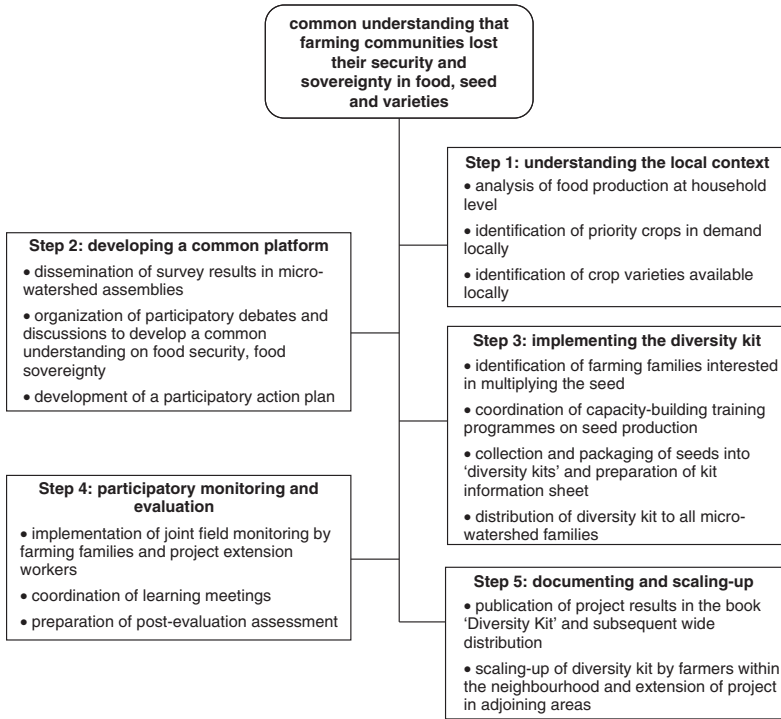 common understanding that
farming communities lost
their security and
sovereignty in food, seed
and varieties
Step 1: understanding the local context
• analysis of food production at household
level
• identification of priority crops in demand
locally
• identification of crop varieties available
locally
Step 2: developing a common platform
• dissemination of survey results in micro-
watershed assemblies
• organization of participatory debates and
discussions to develop a common
understanding on food security, food
sovereignty
• development of a participatory action plan
Step 3: implementing the diversity kit
• identification of farming families interested
in multiplying the seed
• coordination of capacity-building training
programmes on seed production
• collection and packaging of seeds into
‘diversity kits’ and preparation of kit
information sheet
• distribution of diversity kit to all micro-
watershed families
Step 4: participatory monitoring and
evaluation
• implementation of joint field monitoring by
farming families and project extension
workers
• coordination of learning meetings
• preparation of post-evaluation assessment
Step 5: documenting and scaling-up
• publication of project results in the book
‘Diversity Kit’ and subsequent wide
distribution
• scaling-up of diversity kit by farmers within
the neighbourhood and extension of project
in adjoining areas